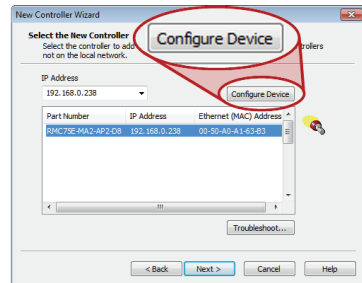 New Controller Wizard
Select the New Controller
Select the controller to add
trollers
not on the local network.
Configure Device
IP Address
192.168.0.238
Configure Device
Part Number IP Address Ethernet (MAC) Address
RMC75E-MA2-AP2-D8 192.168.0.238 00-50-A0-A1-63-B3
Troubleshoot...
< Back Next > Cancel Help